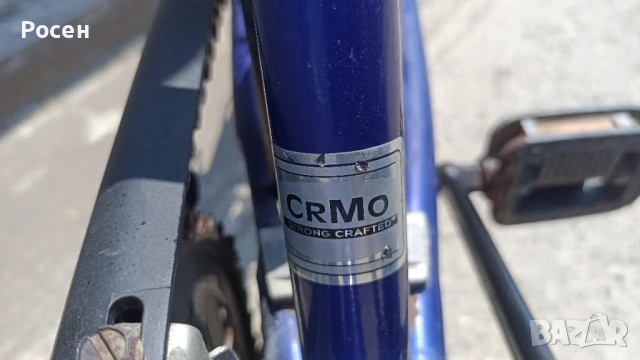 Росен
CRMO
STRONG CRAFTED
BAZAR